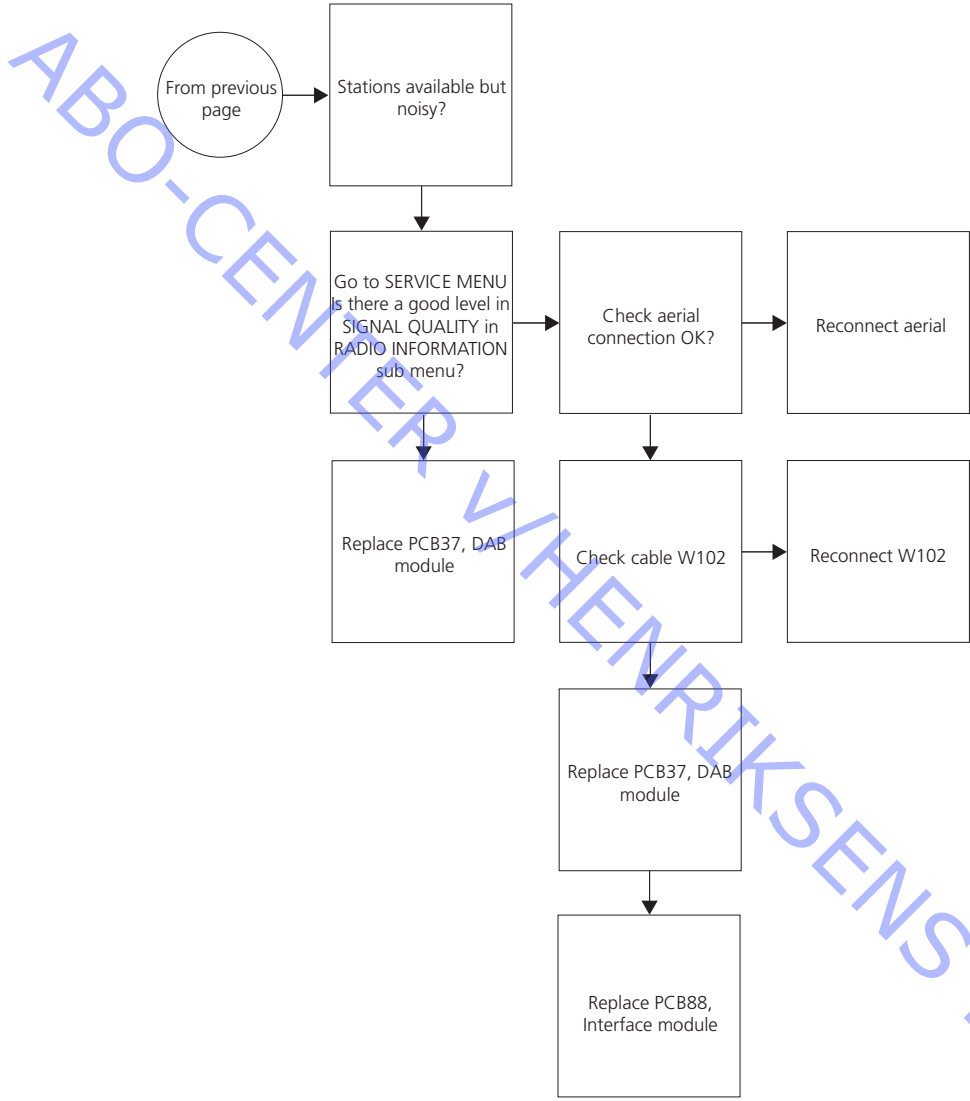 From previous
page
Stations available but
noisy?
Go to SERVICE MENU
Is there a good level in
SIGNAL QUALITY in
RADIO INFORMATION
sub menu?
Check aerial
connection OK?
Reconnect aerial
Replace PCB37, DAB
module
Check cable W102
Reconnect W102
Replace PCB37, DAB
module
Replace PCB88,
Interface module
ABO-CENTER v/HENRIKSENS